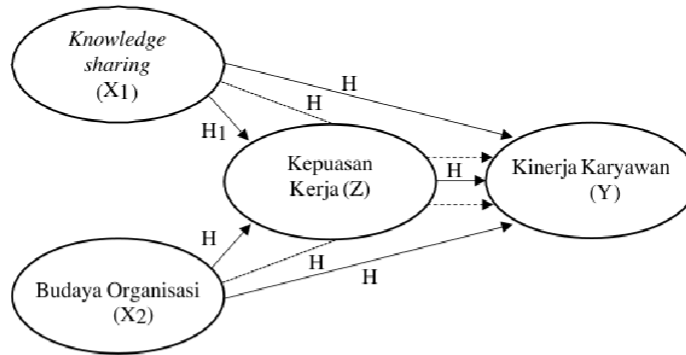 Knowledge
sharing
(X1)
H
H
H1
Kepuasan
Kerja (Z)
H
Kinerja Karyawan
(Y)
H
H
H
Budaya Organisasi
(X2)